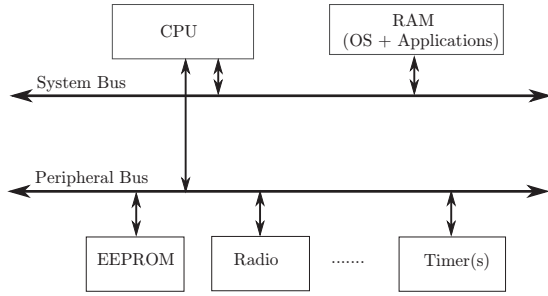 CPU
RAM
(OS + Applications)
System Bus
Peripheral Bus
EEPROM
Radio
.......
Timer(s)